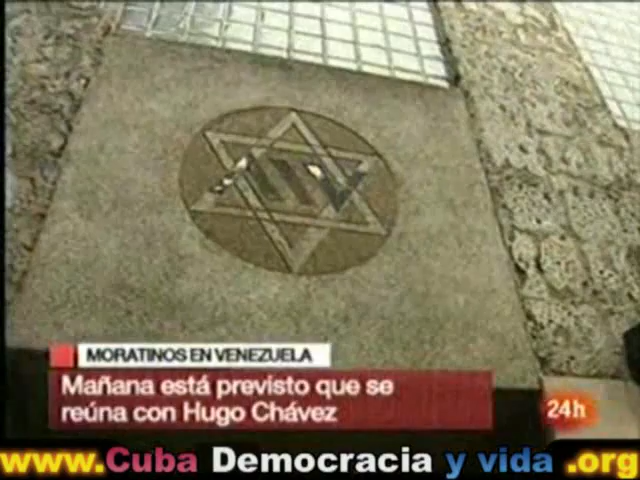 MORATINOS EN VENEZUELA
Mañana está previsto que se
reúna con Hugo Chávez
24h
www.Cuba Democracia y vida .org